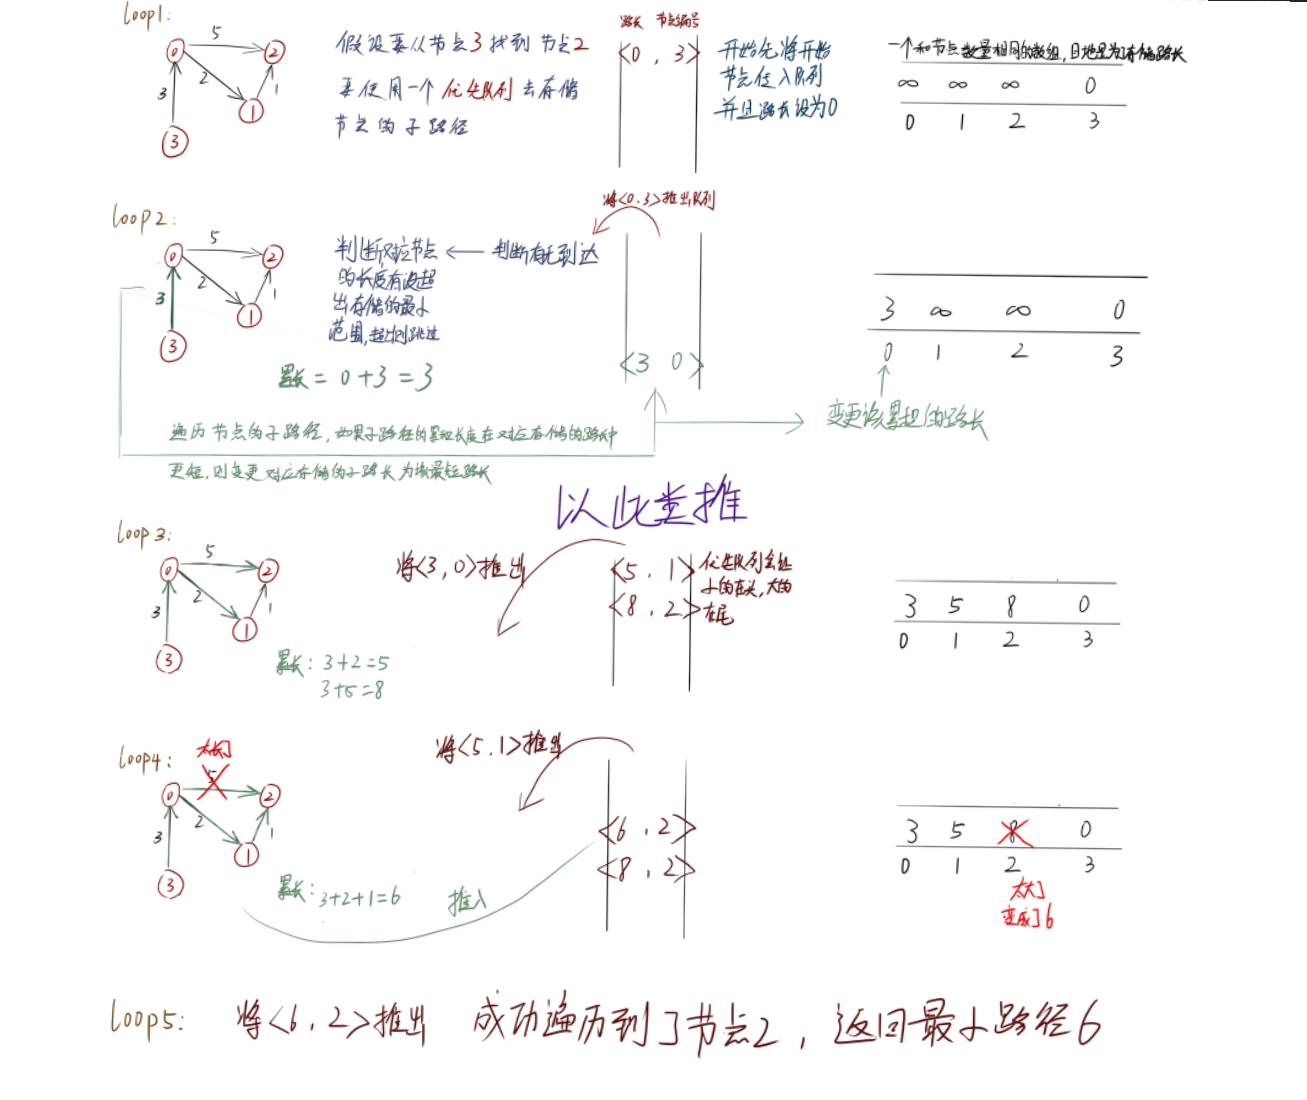 loop1:
路长 节点编号
5
0
2
2
3
1
1
3
假设要从节点3找到节点2
要使用一个优先队列去存储
节点的子路径
<0 , 3>
开始先将开始
节点 入队列
并且路长设为0
一个和节点数量相同的数组,目地是为了存储路长
∞ ∞ ∞ 0
0 1 2 3
loop2:
将<0.3>推出队列
5
0
2
2
3
1
1
3
判断对应节点 ← 判断有无到达
的长度有没超
出存储的最小
范围,超出则跳过
累长 = 0+3 = 3
<3 0>
3 ∞ ∞ 0
0 1 2 3
变更该累积的路长
遍历节点的子路径,如果子路径的累积长度在对应存储的路长中
更短,则变更对应存储的子路长为该最短路长
以此类推
loop3:
5
0
2
2
3
1
1
3
将<3,0>推出
<5 . 1>
<8 . 2>
优先队列会把
小的在头,大的
在尾
累长: 3+2=5
3+5=8
3 5 8 0
0 1 2 3
loop4:
太长了
5
0
2
2
3
1
1
3
将<5.1>推出
<6 , 2>
<8 , 2>
累长: 3+2+1=6
推入
3 5 8 0
0 1 2 3
太大了
变成了6
loop5: 将<6,2>推出 成功遍历到了节点2,返回最小路径6